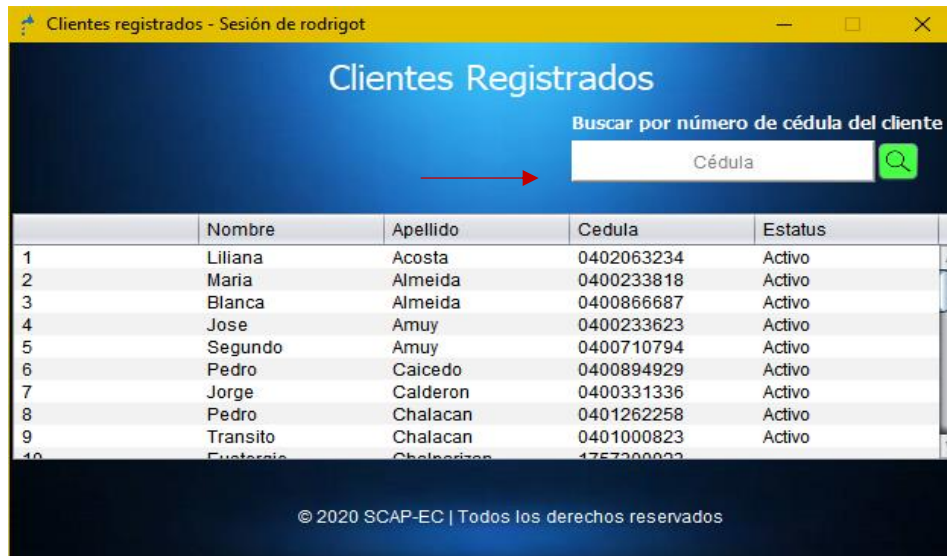 Clientes registrados - Sesión de rodrigot
Clientes Registrados
Buscar por número de cédula del cliente
Cédula
Nombre Apellido Cedula Estatus
1 Liliana Acosta 0402063234 Activo
2 Maria Almeida 0400233818 Activo
3 Blanca Almeida 0400866687 Activo
4 Jose Amuy 0400233623 Activo
5 Segundo Amuy 0400710794 Activo
6 Pedro Caicedo 0400894929 Activo
7 Jorge Calderon 0400331336 Activo
8 Pedro Chalacan 0401262258 Activo
9 Transito Chalacan 0401000823 Activo
10
© 2020 SCAP-EC | Todos los derechos reservados